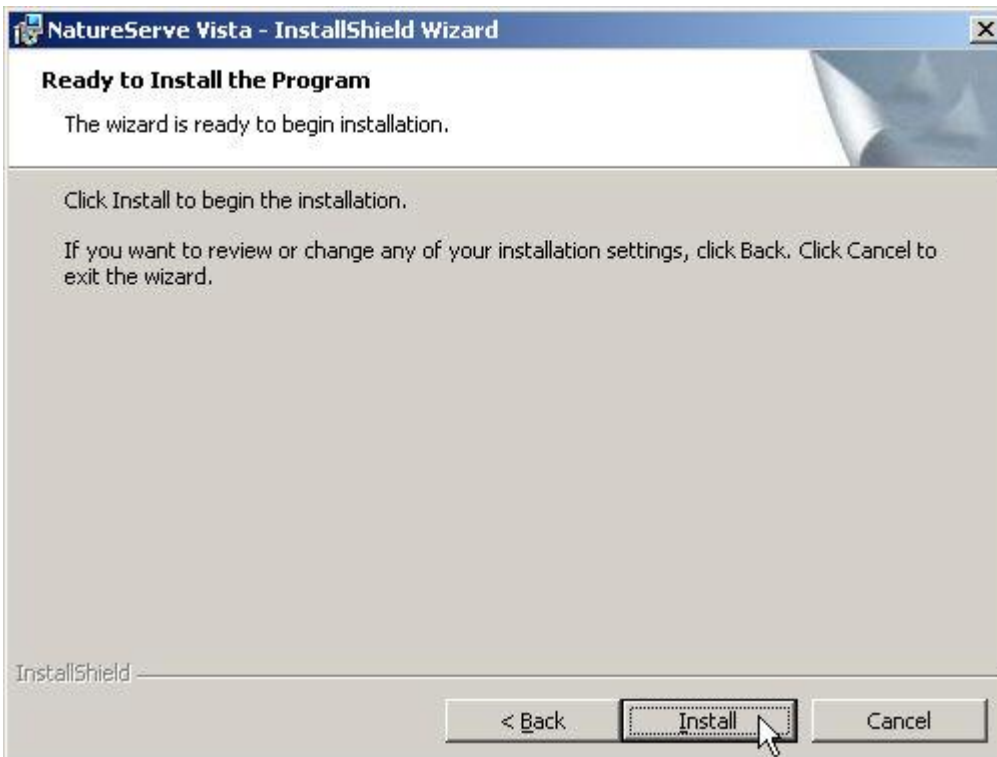 NatureServe Vista - InstallShield Wizard
Ready to Install the Program
The wizard is ready to begin installation.
Click Install to begin the installation.
If you want to review or change any of your installation settings, click Back. Click Cancel to
exit the wizard.
InstallShield
< Back
Install
Cancel